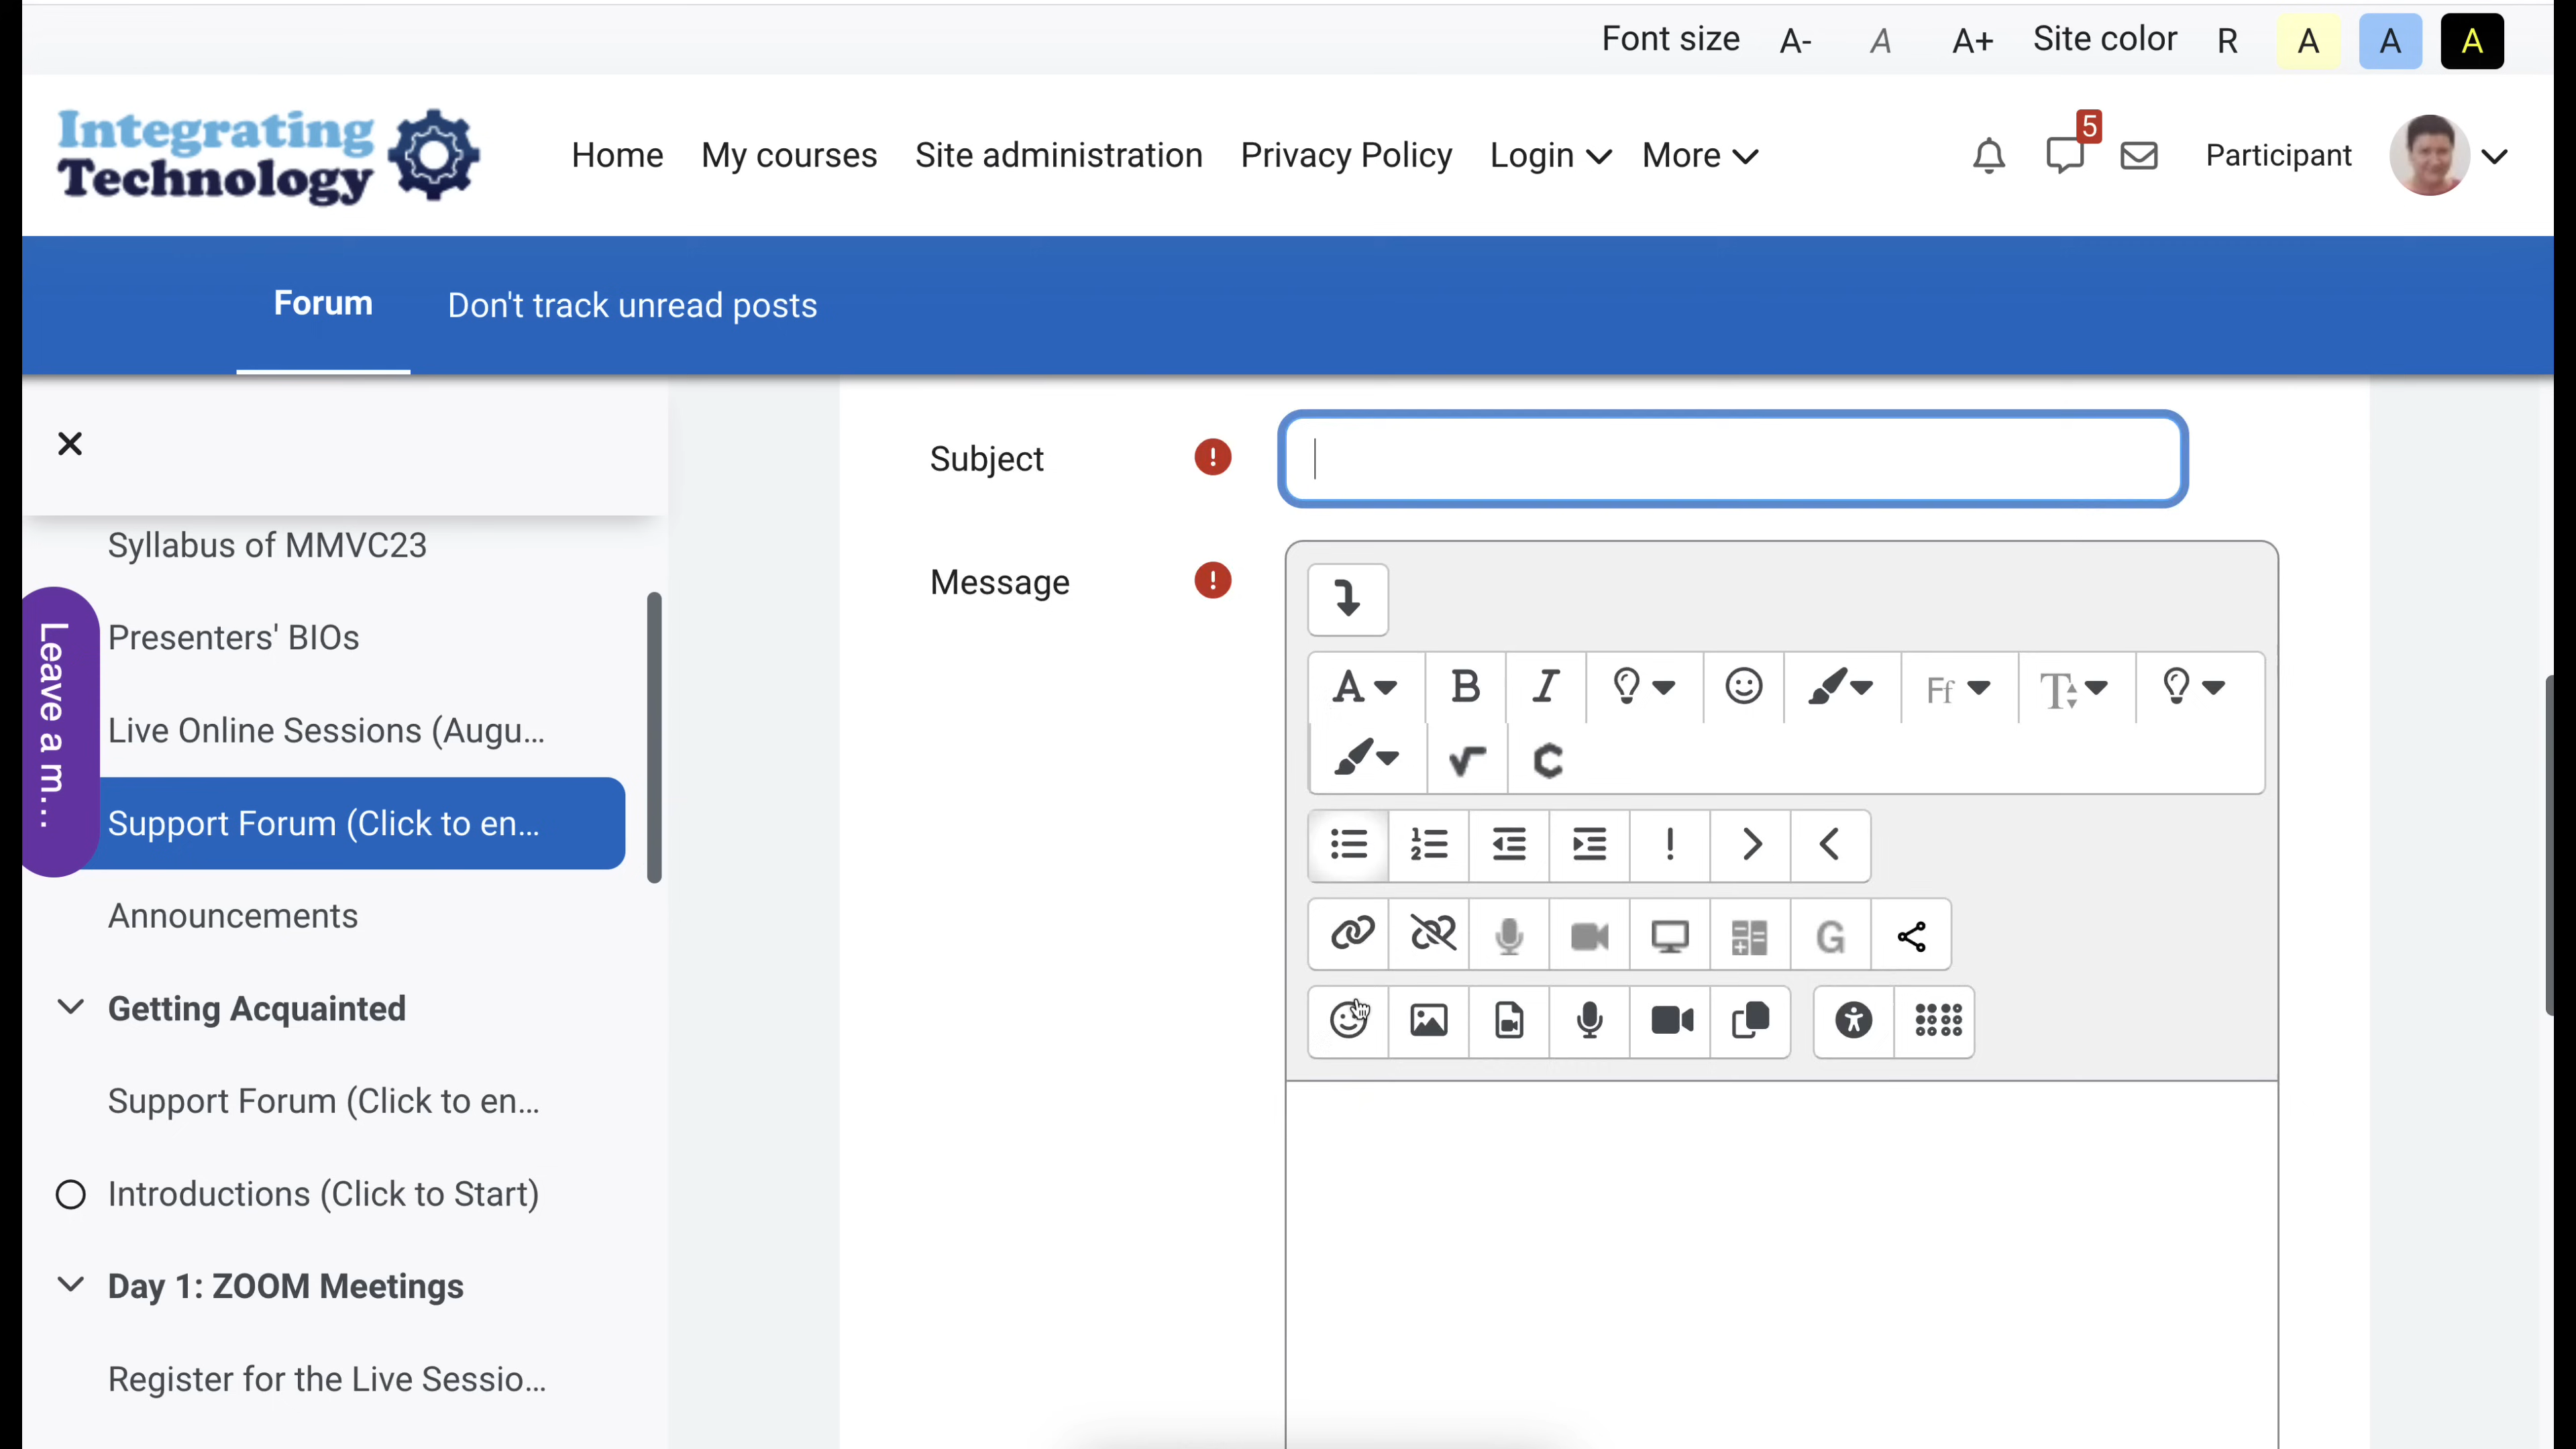 Font size A- A A+ Site color R A A A
Integrating
Technology
Home My courses Site administration Privacy Policy Login More 5 Participant
Forum Don't track unread posts
Subject
Message
Syllabus of MMVC23
Presenters' BIOs
Live Online Sessions (Augu...
Support Forum (Click to en...
Announcements
Getting Acquainted
Support Forum (Click to en...
Introductions (Click to Start)
Day 1: ZOOM Meetings
Register for the Live Sessio...
Leave a m...
A B I Ff T
C
G